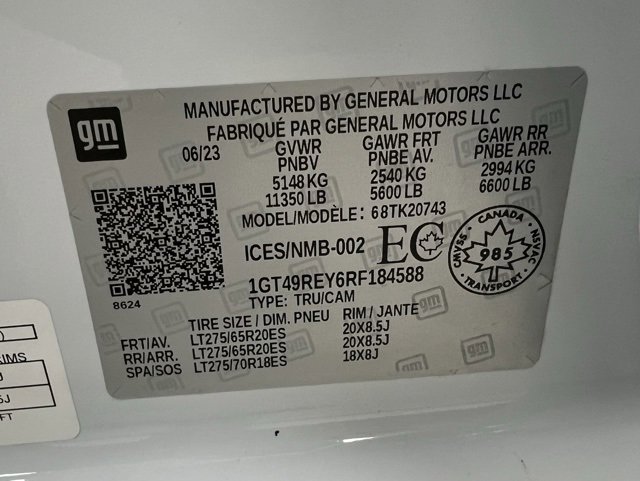 gm
MANUFACTURED BY GENERAL MOTORS LLC
FABRIQUÉ PAR GENERAL MOTORS LLC
06/23 GVWR GAWR FRT GAWR RR
PNBV PNBE AV. PNBE ARR.
5148 KG 2540 KG 2994 KG
11350 LB 5600 LB 6600 LB
MODEL/MODÈLE: 68TK20743
ICES/NMB-002 EC
CMVSS - CANADA - NSVAC
985
TRANSPORT
1GT49REY6RF184588
8624
TYPE: TRU/CAM
TIRE SIZE / DIM. PNEU RIM / JANTE
FRT/AV. LT275/65R20ES 20X8.5J
RR/ARR. LT275/65R20ES 20X8.5J
SPA/SOS LT275/70R18ES 18X8J